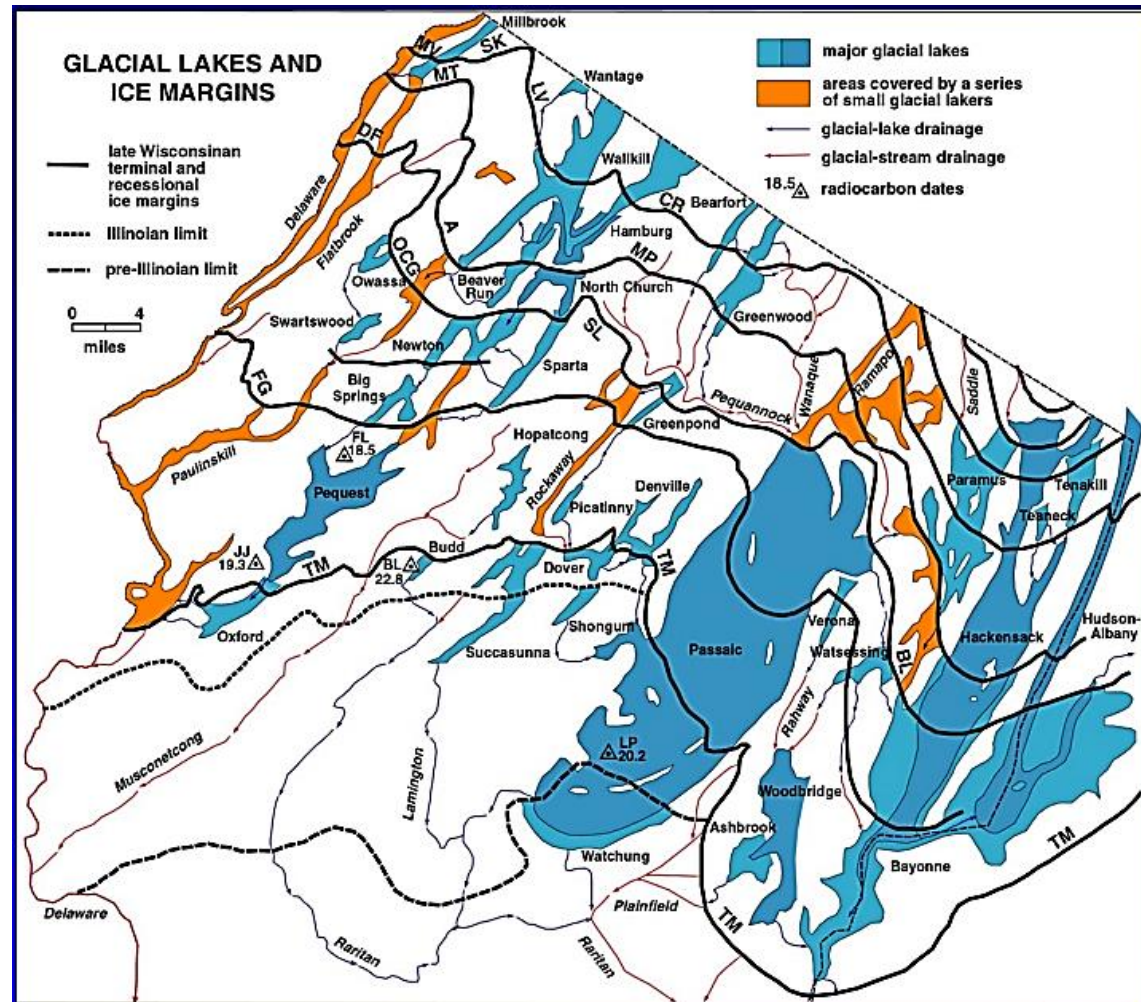 GLACIAL LAKES AND
ICE MARGINS
late Wisconsinan
terminal and
recessional
ice margins
Illinoian limit
pre-Illinoian limit
0 4
miles
major glacial lakes
areas covered by a series
of small glacial lakers
glacial-lake drainage
glacial-stream drainage
18.5 radiocarbon dates
Millbrook
MV
SK
MT
LV
Wantage
DF
Wallkill
Delaware
Flatbrook
CR
Bearfort
A
Hamburg
OCG
MP
Owassa
Beaver
Run
North Church
Greenwood
Swartswood
SL
Newton
Sparta
Wanaque
Ramapo
Saddle
FG
Big
Springs
Pequannock
Greenpond
Hopatcong
FL
18.5
Paulinskill
Pequest
Rockaway
Denville
Picatinny
Paramus
Tenakill
Teaneck
JJ
19.3
TM
Budd
BL
22.8
Dover
TM
Oxford
Shongum
Succasunna
Passaic
Verona
Watsessing
BL
Hackensack
Hudson-
Albany
Musconetcong
Lamington
LP
20.2
Rahway
Woodbridge
Ashbrook
Watchung
Bayonne
TM
Plainfield
TM
Delaware
Raritan
Raritan